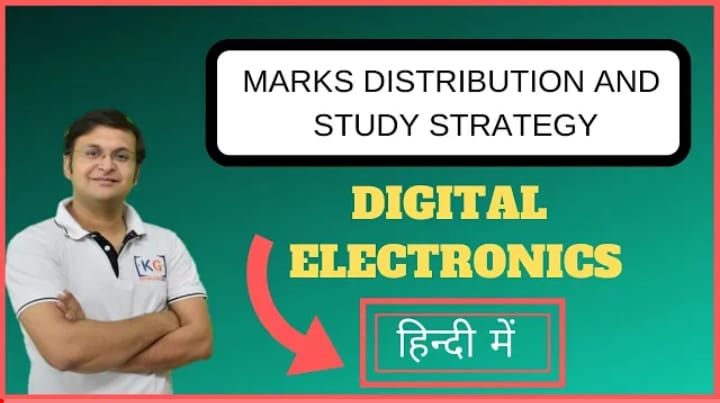 MARKS DISTRIBUTION AND
STUDY STRATEGY
DIGITAL
ELECTRONICS
हिन्दी में
KG